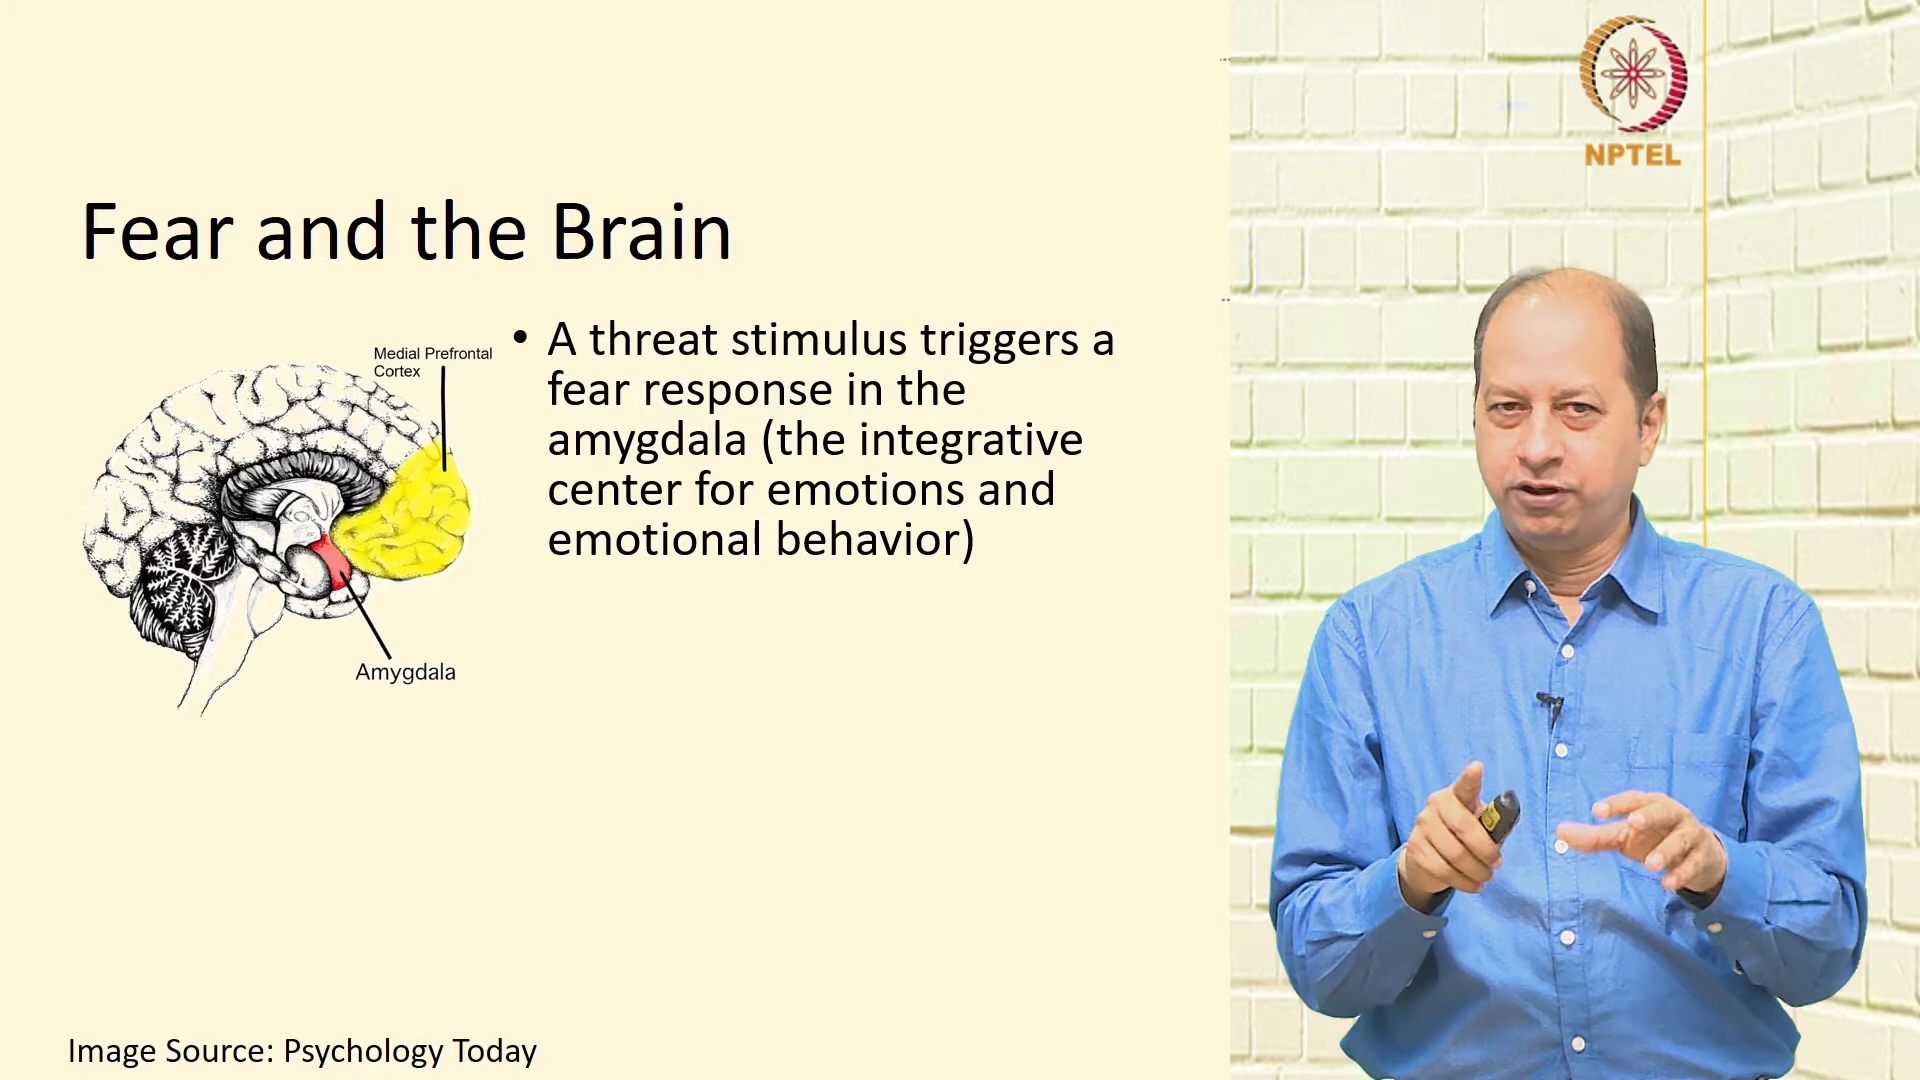 NPTEL
Fear and the Brain
Medial Prefrontal
Cortex
Amygdala
• A threat stimulus triggers a
fear response in the
amygdala (the integrative
center for emotions and
emotional behavior)
Image Source: Psychology Today